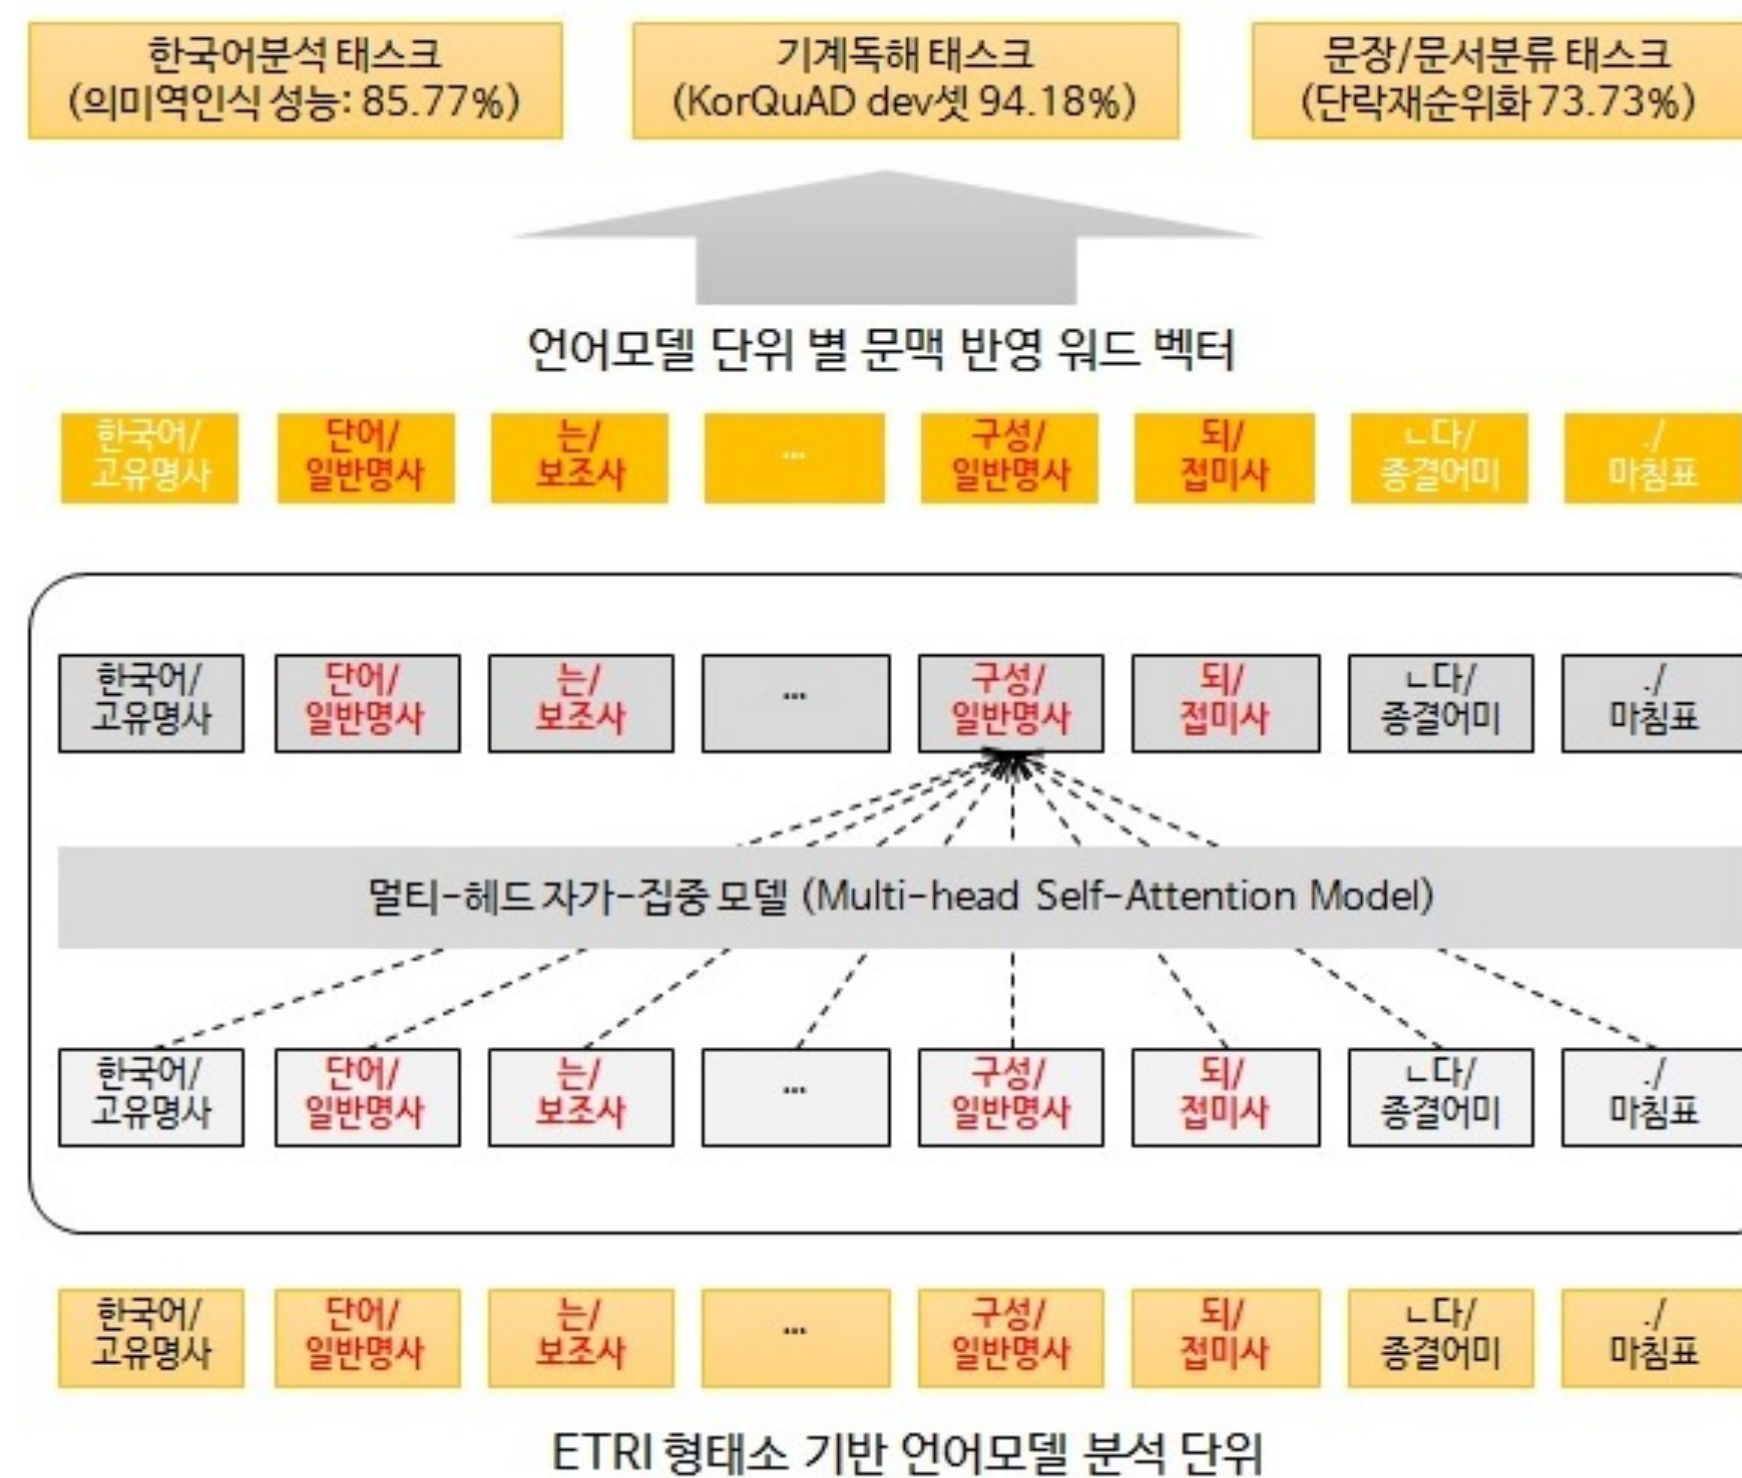 한국어분석 태스크
(의미역인식 성능: 85.77%)
기계독해 태스크
(KorQuAD dev셋 94.18%)
문장/문서분류 태스크
(단락재순위화 73.73%)
언어모델 단위 별 문맥 반영 워드 벡터
한국어/
고유명사
단어/
일반명사
는/
보조사
...
구성/
일반명사
되/
접미사
ㄴ다/
종결어미
./
마침표
한국어/
고유명사
단어/
일반명사
는/
보조사
...
구성/
일반명사
되/
접미사
ㄴ다/
종결어미
./
마침표
멀티-헤드 자가-집중 모델 (Multi-head Self-Attention Model)
한국어/
고유명사
단어/
일반명사
는/
보조사
...
구성/
일반명사
되/
접미사
ㄴ다/
종결어미
./
마침표
한국어/
고유명사
단어/
일반명사
는/
보조사
...
구성/
일반명사
되/
접미사
ㄴ다/
종결어미
./
마침표
ETRI 형태소 기반 언어모델 분석 단위